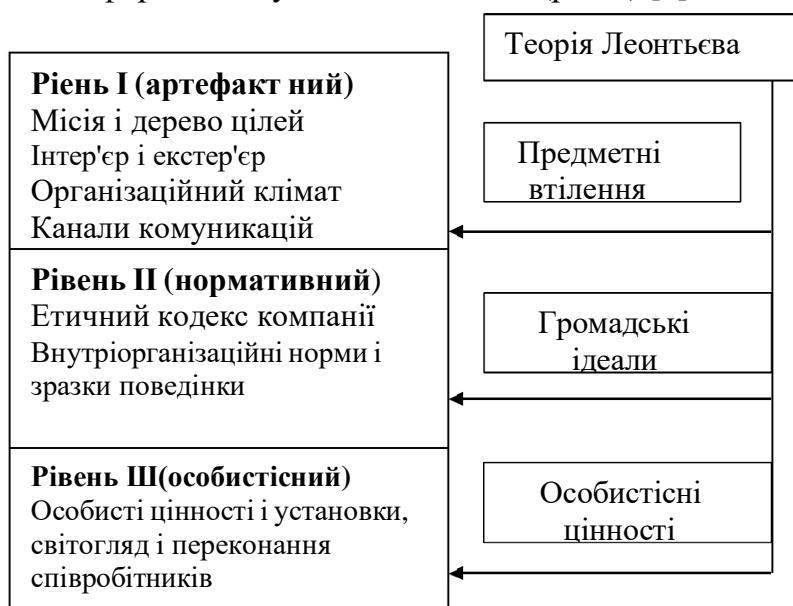 Теорія Леонтьєва
Ріень I (артефакт ний)
Місія і дерево цілей
Інтер'єр і екстер'єр
Організаційний клімат
Канали комуникацій
Предметні
втілення
Рівень II (нормативний)
Етичний кодекс компанії
Внутріорганізаційні норми і
зразки поведінки
Громадські
ідеали
Рівень Ш(особистісний)
Особисті цінності і установки,
світогляд і переконання
співробітників
Особистісні
цінності